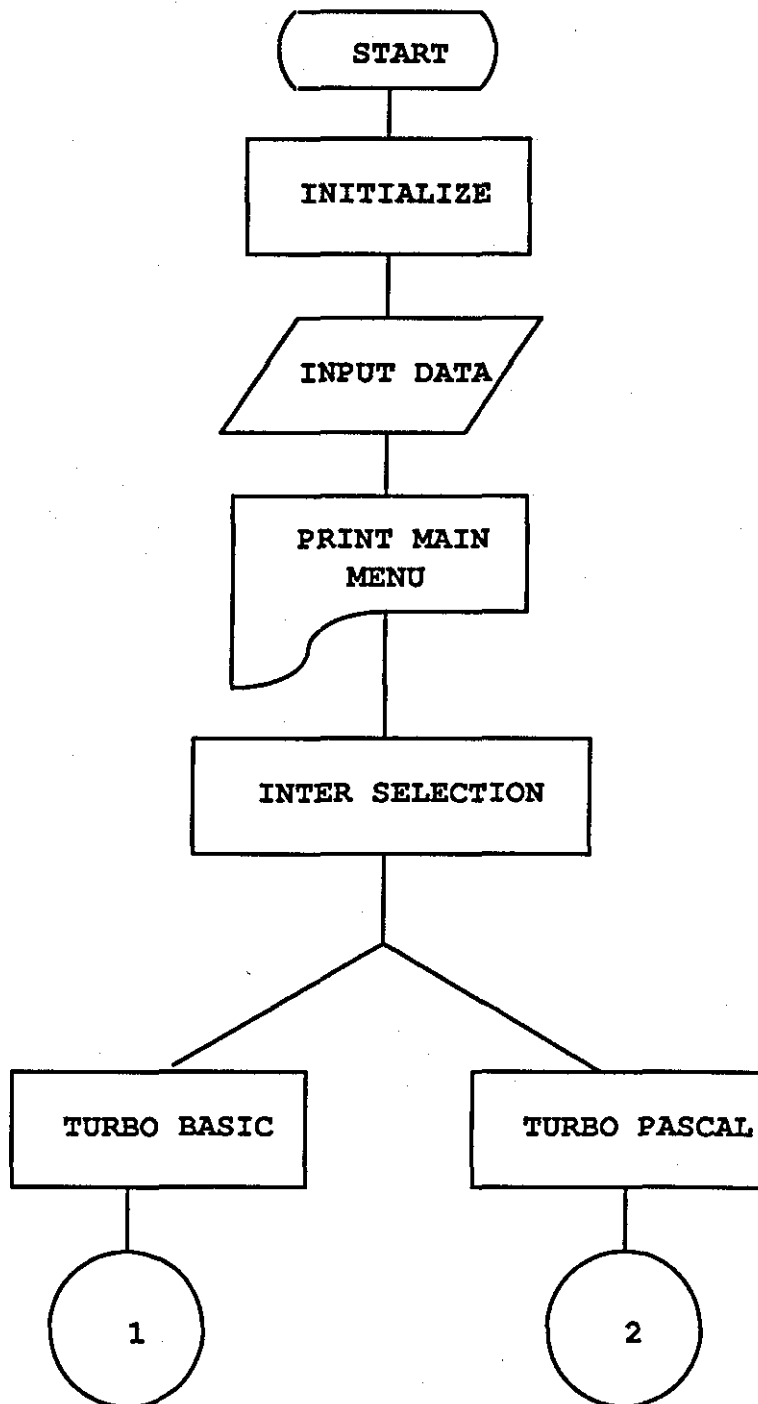 START
INITIALIZE
INPUT DATA
PRINT MAIN
MENU
INTER SELECTION
TURBO BASIC
TURBO PASCAL
1
2